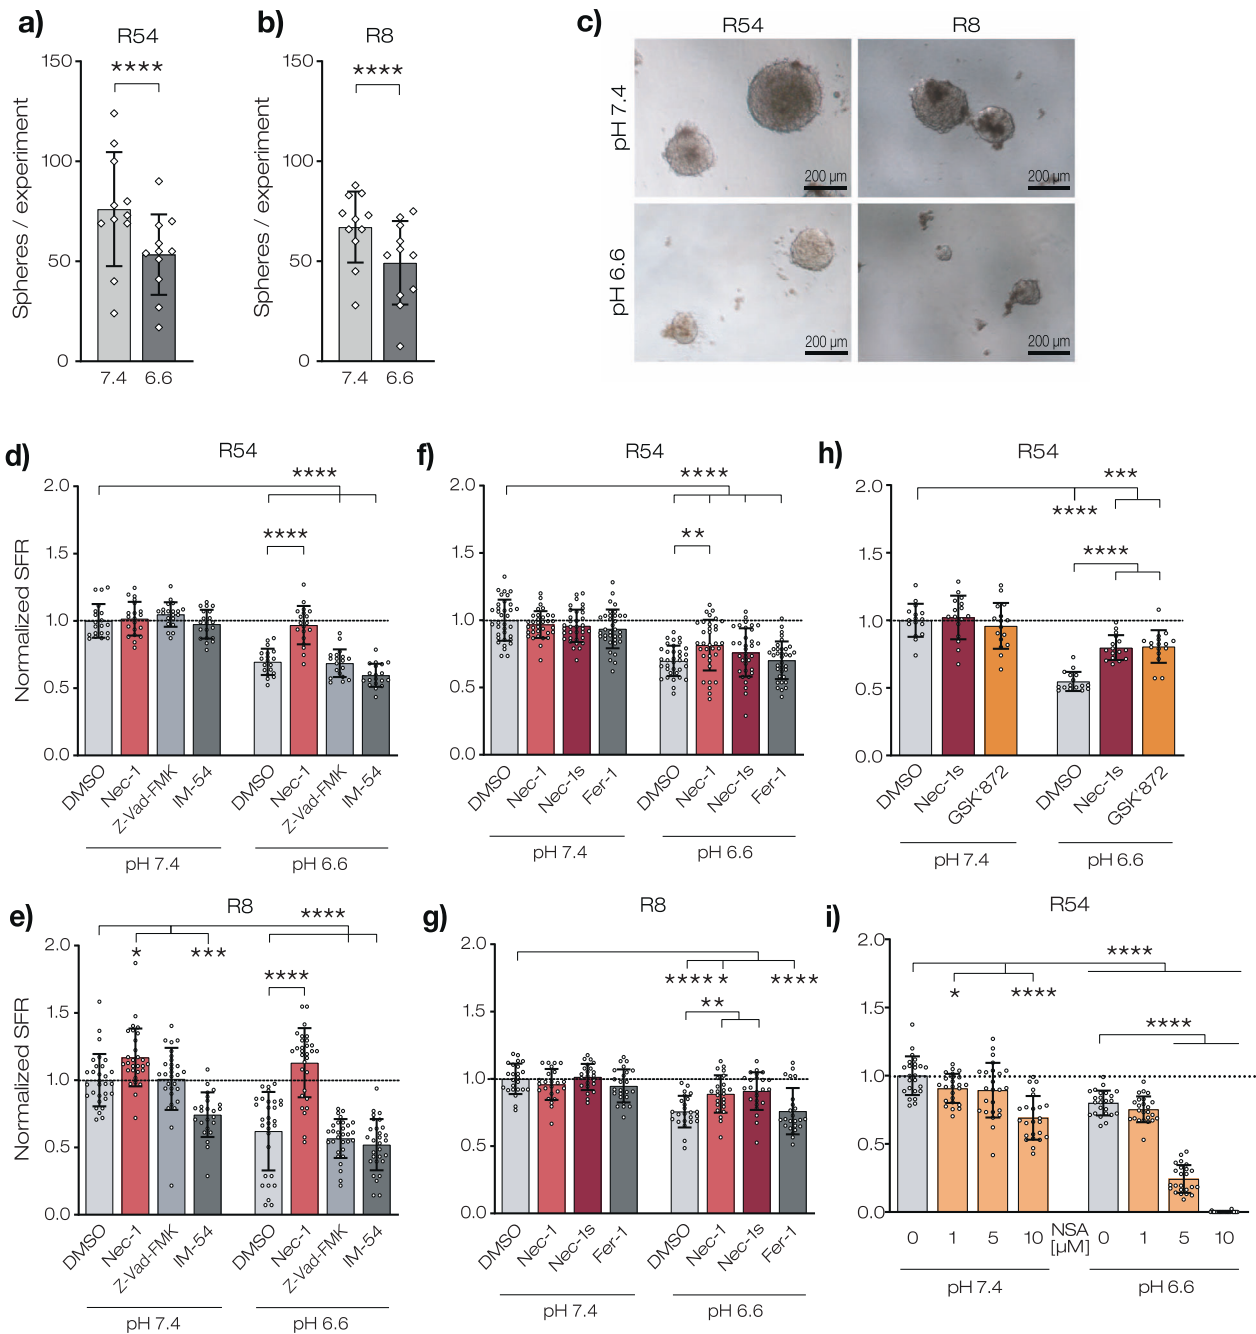 a)
R54
Spheres / experiment
150
100
50
0
****
7.4
6.6
b)
R8
Spheres / experiment
150
100
50
0
****
7.4
6.6
c)
R54
R8
pH 7.4
200 µm
200 µm
pH 6.6
200 µm
200 µm
d)
R54
Normalized SFR
2.0
1.5
1.0
0.5
0.0
****
****
DMSO
Nec-1
Z-Vad-FMK
IM-54
DMSO
Nec-1
Z-Vad-FMK
IM-54
pH 7.4
pH 6.6
f)
R54
2.0
1.5
1.0
0.5
0.0
****
**
DMSO
Nec-1
Nec-1s
Fer-1
DMSO
Nec-1
Nec-1s
Fer-1
pH 7.4
pH 6.6
h)
R54
2.0
1.5
1.0
0.5
0.0
***
****
****
DMSO
Nec-1s
GSK'872
DMSO
Nec-1s
GSK'872
pH 7.4
pH 6.6
e)
R8
Normalized SFR
2.0
1.5
1.0
0.5
0.0
****
*
***
****
DMSO
Nec-1
Z-Vad-FMK
IM-54
DMSO
Nec-1
Z-Vad-FMK
IM-54
pH 7.4
pH 6.6
g)
R8
2.0
1.5
1.0
0.5
0.0
**** *
****
**
DMSO
Nec-1
Nec-1s
Fer-1
DMSO
Nec-1
Nec-1s
Fer-1
pH 7.4
pH 6.6
i)
R54
2.0
1.5
1.0
0.5
0.0
****
*
****
****
0
1
5
10
NSA
[µM]
0
1
5
10
pH 7.4
pH 6.6